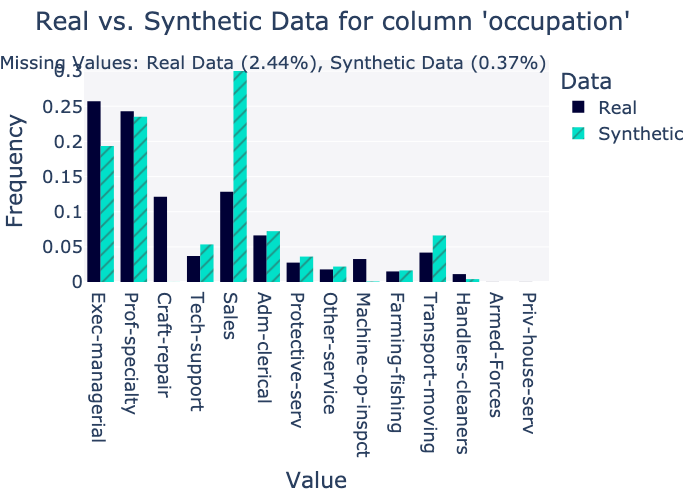 Real vs. Synthetic Data for column 'occupation'
Missing Values: Real Data (2.44%), Synthetic Data (0.37%)
Data
Real
Synthetic
Frequency
0.3
0.25
0.2
0.15
0.1
0.05
0
Exec-managerial
Prof-specialty
Craft-repair
Tech-support
Sales
Adm-clerical
Protective-serv
Other-service
Machine-op-inspct
Farming-fishing
Transport-moving
Handlers-cleaners
Armed-Forces
Priv-house-serv
Value